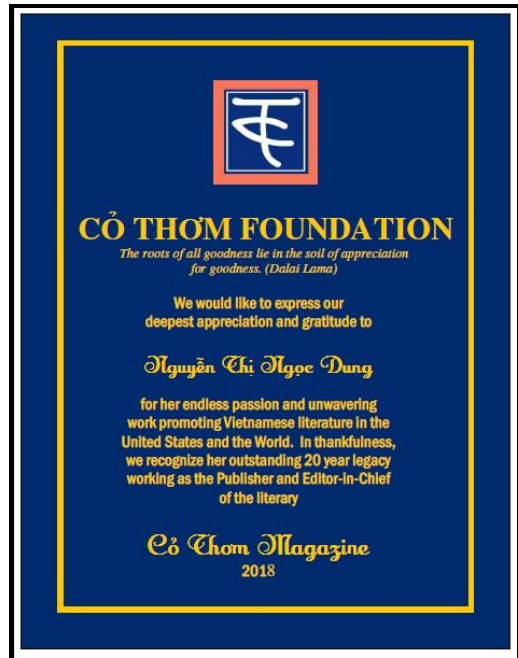 CỎ THƠM FOUNDATION
The roots of all goodness lie in the soil of appreciation
for goodness. (Dalai Lama)
We would like to express our
deepest appreciation and gratitude to
Nguyễn Thị Ngọc Dung
for her endless passion and unwavering
work promoting Vietnamese literature in the
United States and the World. In thankfulness,
we recognize her outstanding 20 year legacy
working as the Publisher and Editor-in-Chief
of the literary
Cỏ Thơm Magazine
2018